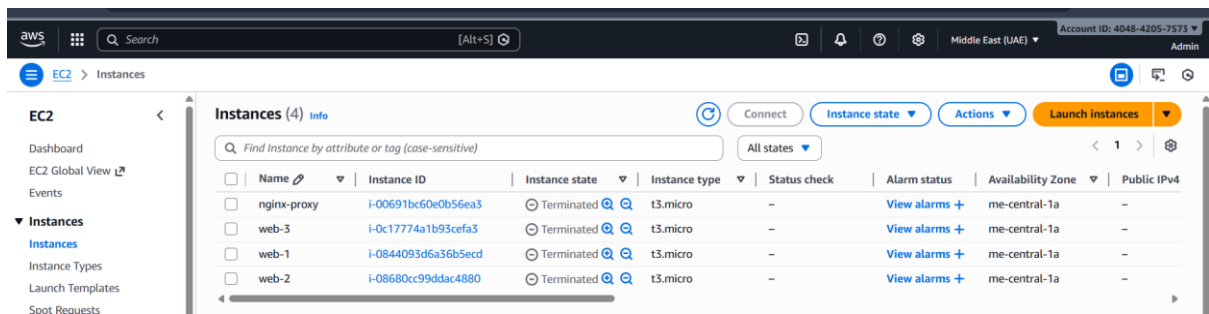 aws
Search [Alt+S]
Middle East (UAE) ▼
Account ID: 4048-4205-7573 ▼
Admin
EC2 > Instances
EC2
Dashboard
EC2 Global View
Events
▼ Instances
Instances
Instance Types
Launch Templates
Spot Requests
Instances (4) Info
Connect
Instance state ▼
Actions ▼
Launch instances ▼
Find Instance by attribute or tag (case-sensitive)
All states ▼
< 1 >
Name Instance ID Instance state Instance type Status check Alarm status Availability Zone Public IPv4
nginx-proxy i-00691bc60e0b56ea3 Terminated t3.micro – View alarms + me-central-1a –
web-3 i-0c17774a1b93cefa3 Terminated t3.micro – View alarms + me-central-1a –
web-1 i-0844093d6a36b5ecd Terminated t3.micro – View alarms + me-central-1a –
web-2 i-08680cc99ddac4880 Terminated t3.micro – View alarms + me-central-1a –